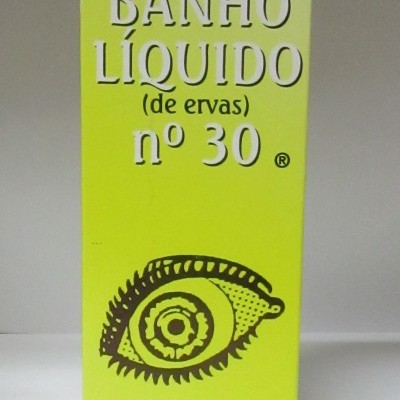 BANHO
LÍQUIDO
(de ervas)
nº 30 ®